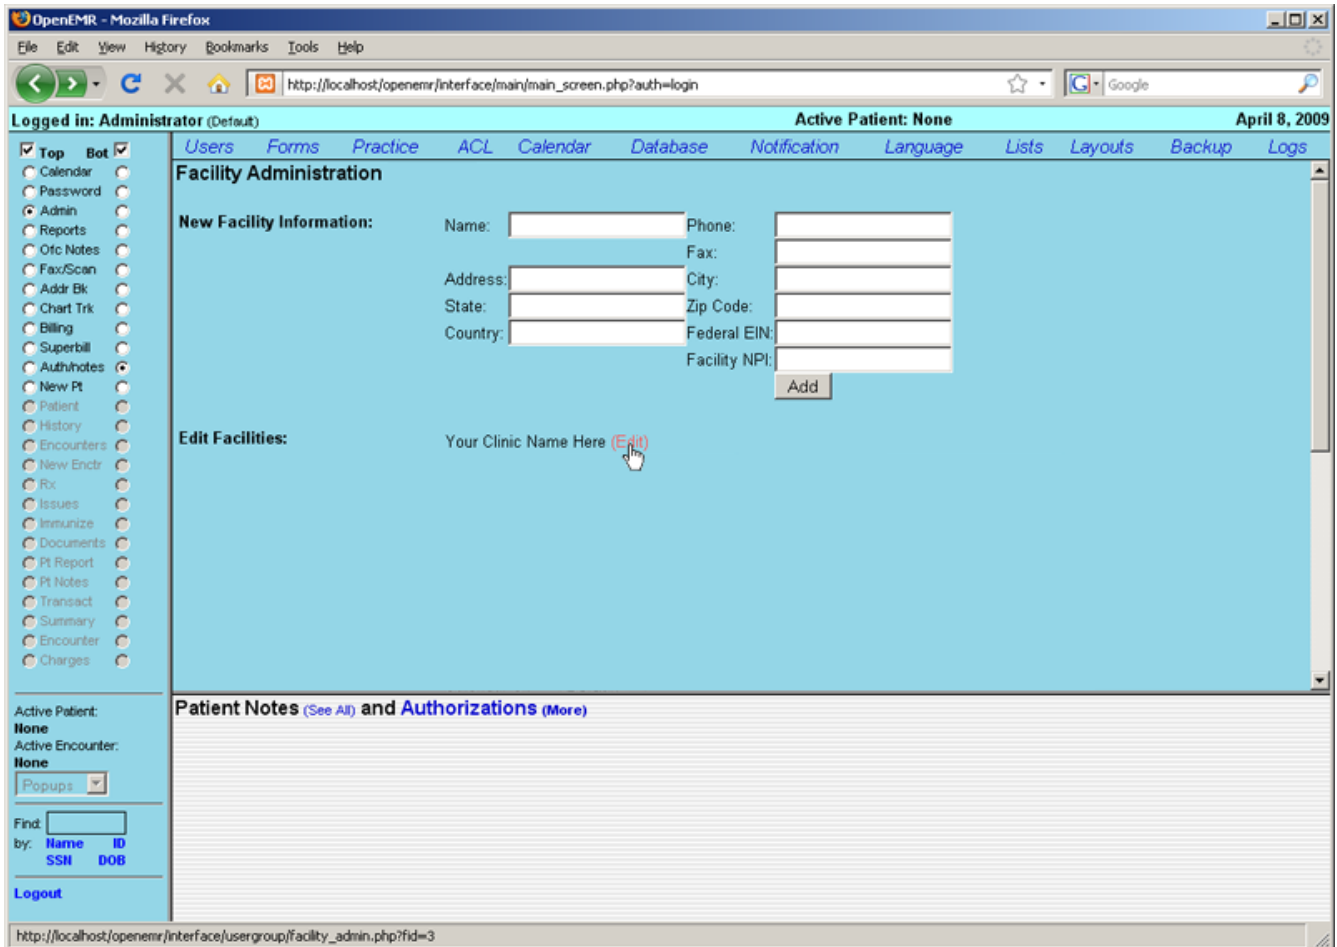 OpenEMR - Mozilla Firefox
File Edit View History Bookmarks Tools Help
http://localhost/openemr/interface/main/main_screen.php?auth=login
G Google
Logged in: Administrator (Default) Active Patient: None April 8, 2009
Top Bot
Users Forms Practice ACL Calendar Database Notification Language Lists Layouts Backup Logs
Calendar
Password
Admin
Reports
Ofc Notes
Fax/Scan
Addr Bk
Chart Trk
Billing
Superbill
Auth/notes
New Pt
Patient
History
Encounters
New Enctr
Rx
Issues
Immunize
Documents
Pt Report
Pt Notes
Transact
Summary
Encounter
Charges
Active Patient:
None
Active Encounter:
None
Popups
Find:
by: Name ID
SSN DOB
Logout
Facility Administration
New Facility Information: Name: Phone:
Fax:
Address: City:
State: Zip Code:
Country: Federal EIN:
Facility NPI:
Add
Edit Facilities: Your Clinic Name Here (Edit)
Patient Notes (See All) and Authorizations (More)
http://localhost/openemr/interface/usergroup/facility_admin.php?fid=3